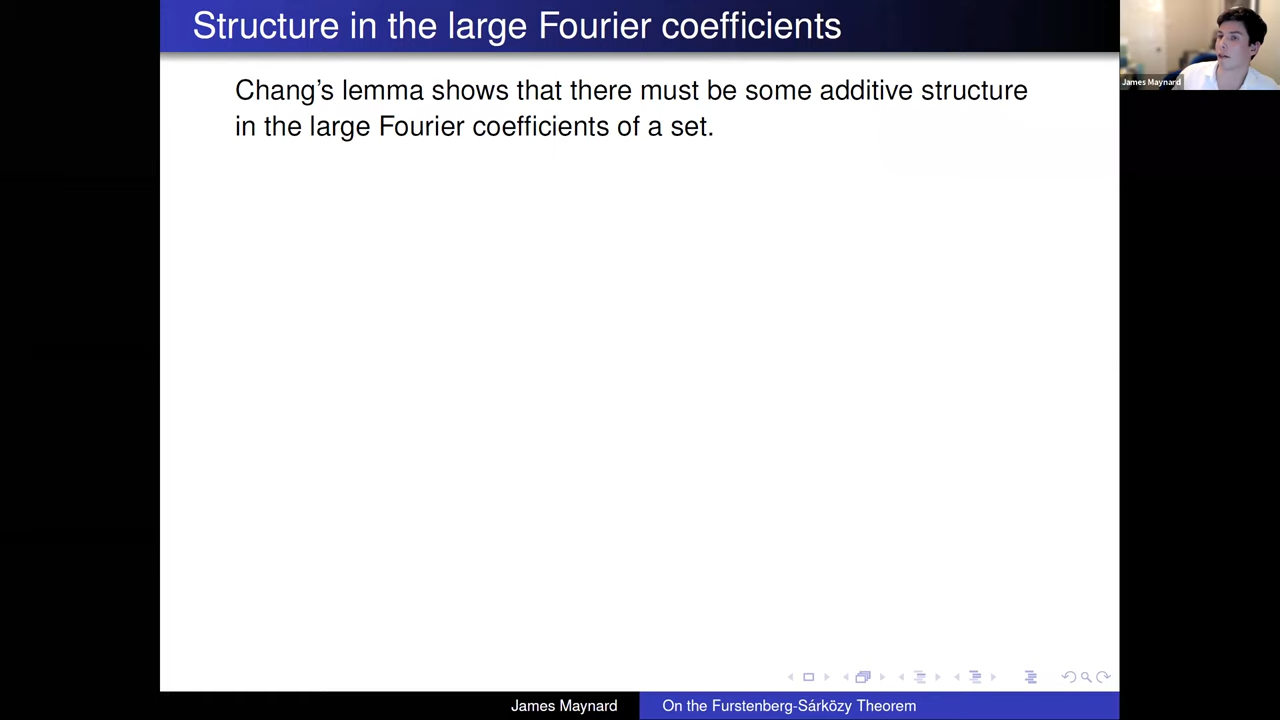 Structure in the large Fourier coefficients
James Maynard
Chang's lemma shows that there must be some additive structure
in the large Fourier coefficients of a set.
James Maynard
On the Furstenberg-Sárközy Theorem